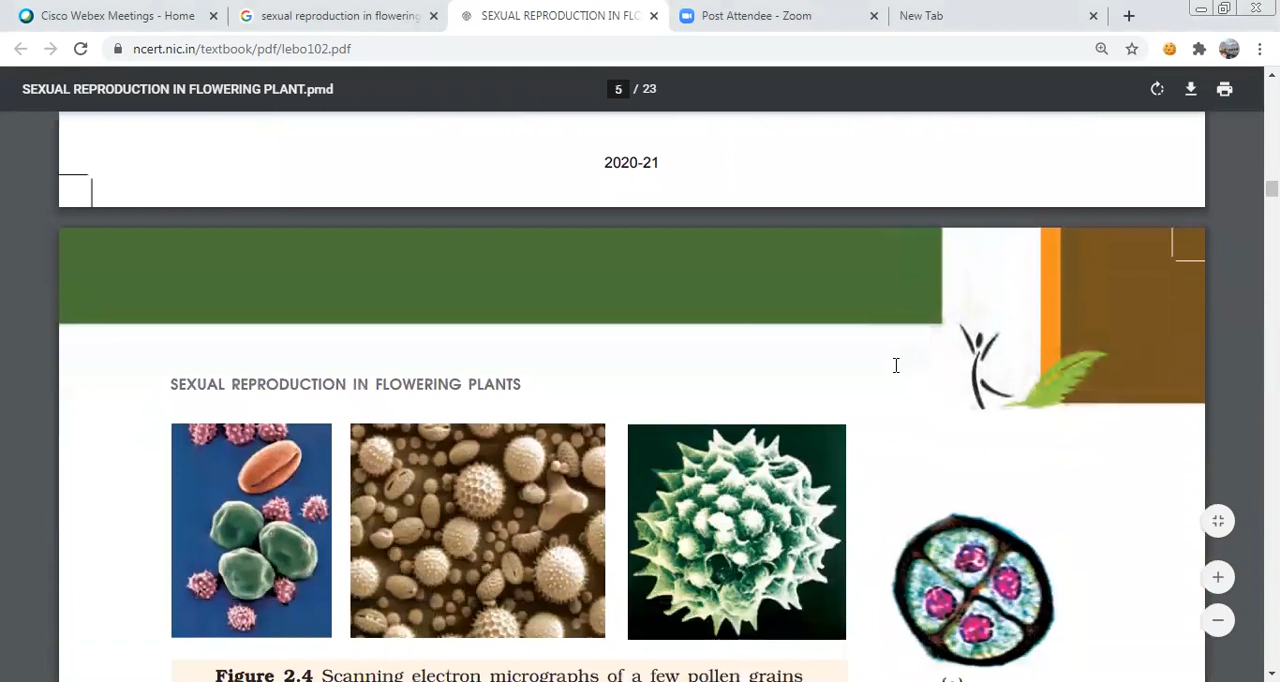 Cisco Webex Meetings - Home
sexual reproduction in flowering
SEXUAL REPRODUCTION IN FLO
Post Attendee - Zoom
New Tab
ncert.nic.in/textbook/pdf/lebo102.pdf
SEXUAL REPRODUCTION IN FLOWERING PLANT.pmd
5 / 23
2020-21
SEXUAL REPRODUCTION IN FLOWERING PLANTS
Figure 2.4 Scanning electron micrographs of a few pollen grains